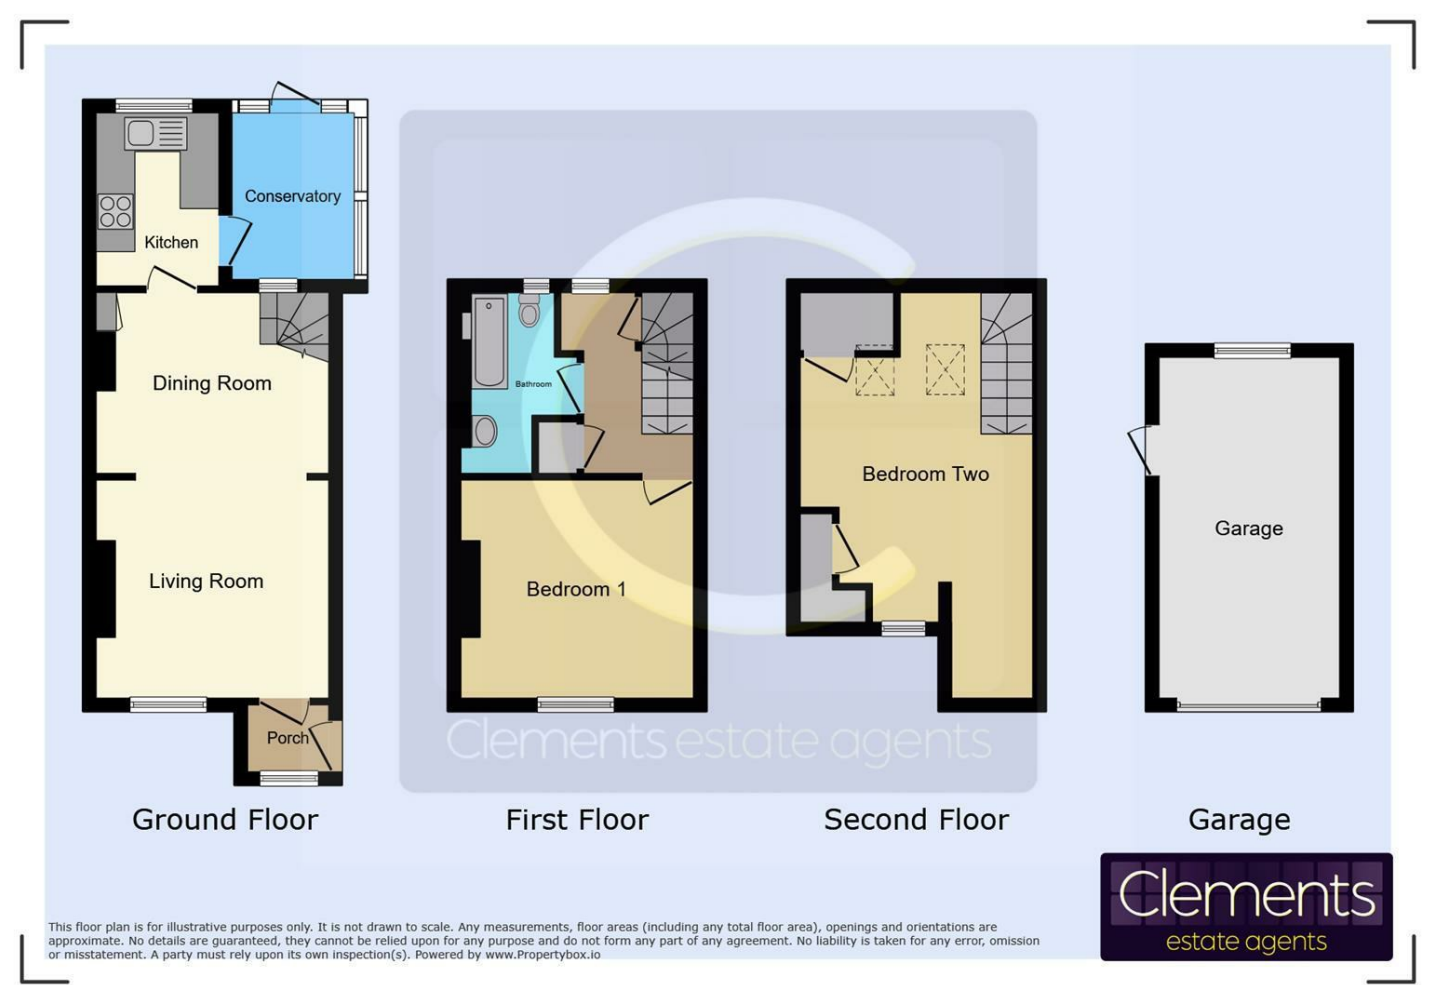 Conservatory
Kitchen
Dining Room
Living Room
Porch
Bathroom
Bedroom 1
Bedroom Two
Garage
Clements estate agents
Ground Floor
First Floor
Second Floor
Garage
Clements
estate agents
This floor plan is for illustrative purposes only. It is not drawn to scale. Any measurements, floor areas (including any total floor area), openings and orientations are
approximate. No details are guaranteed, they cannot be relied upon for any purpose and do not form any part of any agreement. No liability is taken for any error, omission
or misstatement. A party must rely upon its own inspection(s). Powered by www.Propertybox.io